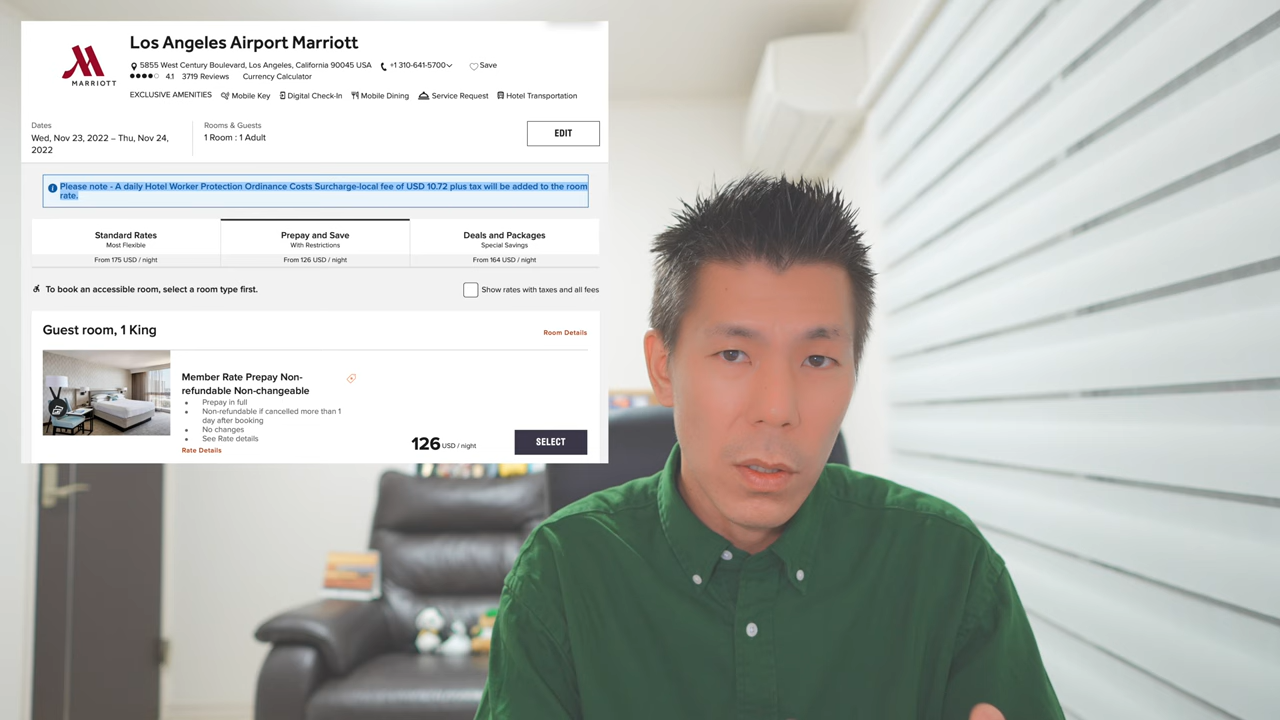 Los Angeles Airport Marriott
5855 West Century Boulevard, Los Angeles, California 90045 USA
+1 310-641-5700
Save
4.1 3719 Reviews Currency Calculator
MARRIOTT
EXCLUSIVE AMENITIES Mobile Key Digital Check-In Mobile Dining Service Request Hotel Transportation
Dates
Wed, Nov 23, 2022 – Thu, Nov 24,
2022
Rooms & Guests
1 Room : 1 Adult
EDIT
Please note - A daily Hotel Worker Protection Ordinance Costs Surcharge-local fee of USD 10.72 plus tax will be added to the room
rate.
Standard Rates
Most Flexible
From 175 USD / night
Prepay and Save
With Restrictions
From 126 USD / night
Deals and Packages
Special Savings
From 164 USD / night
To book an accessible room, select a room type first.
Show rates with taxes and all fees
Guest room, 1 King
Room Details
Member Rate Prepay Non-
refundable Non-changeable
Prepay in full
Non-refundable if cancelled more than 1
day after booking
No changes
See Rate details
Rate Details
126 USD / night
SELECT